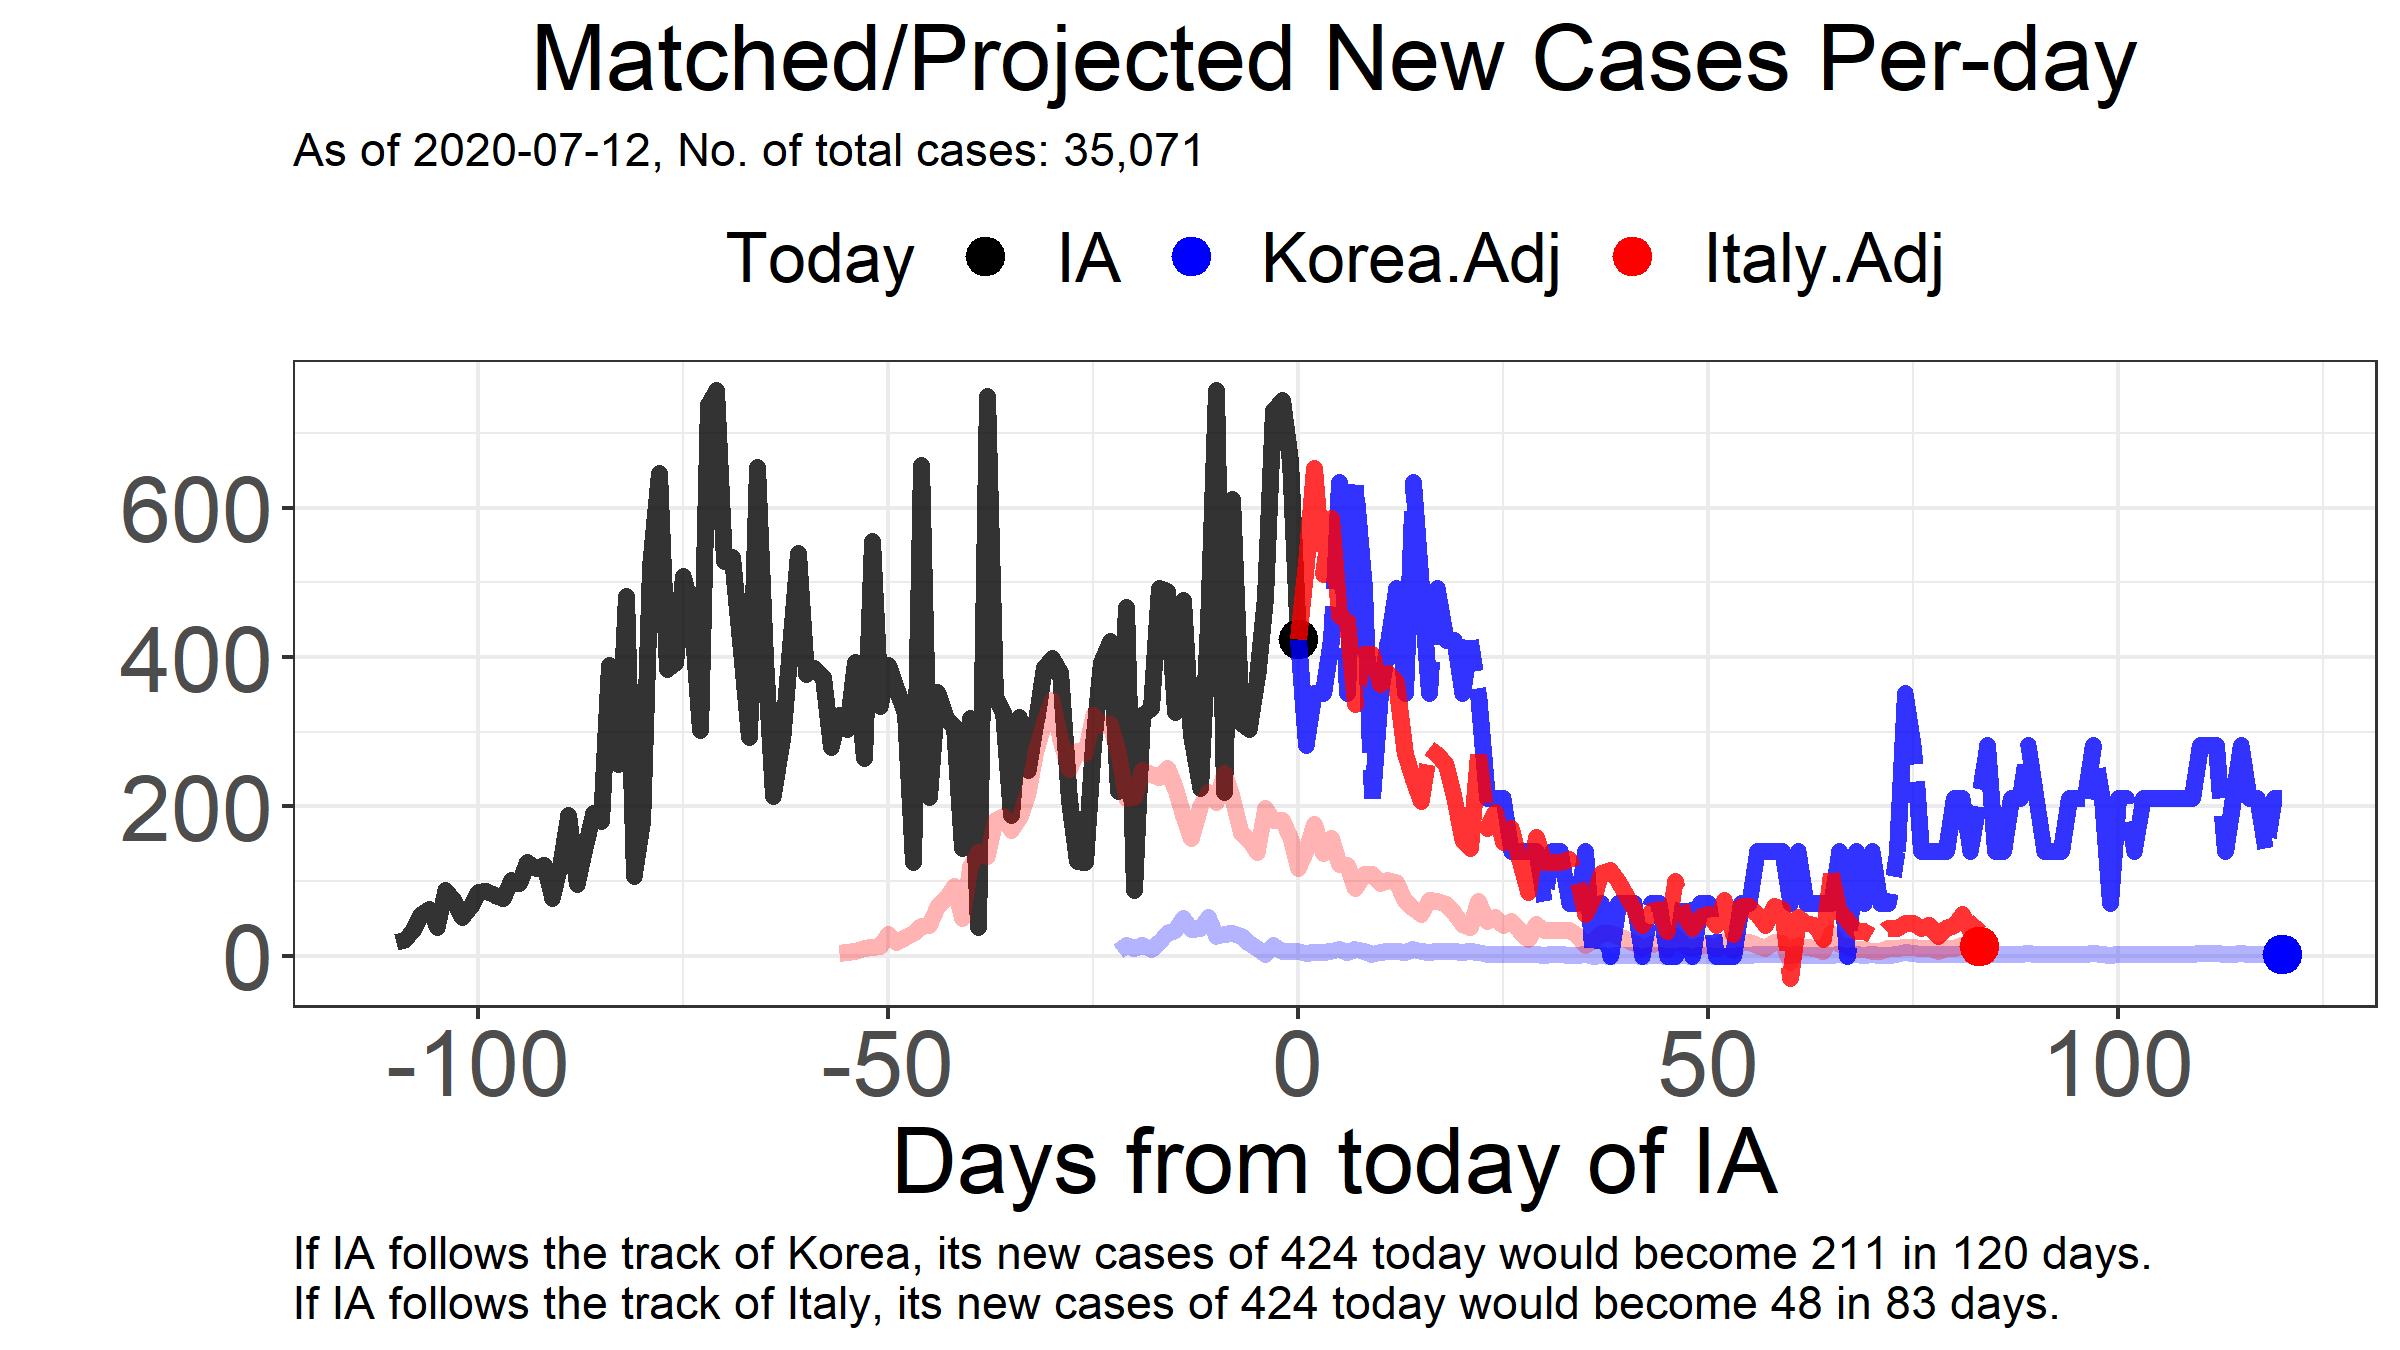 Matched/Projected New Cases Per-day
As of 2020-07-12, No. of total cases: 35,071
Today IA Korea.Adj Italy.Adj
600
400
200
0
-100 -50 0 50 100
Days from today of IA
If IA follows the track of Korea, its new cases of 424 today would become 211 in 120 days.
If IA follows the track of Italy, its new cases of 424 today would become 48 in 83 days.